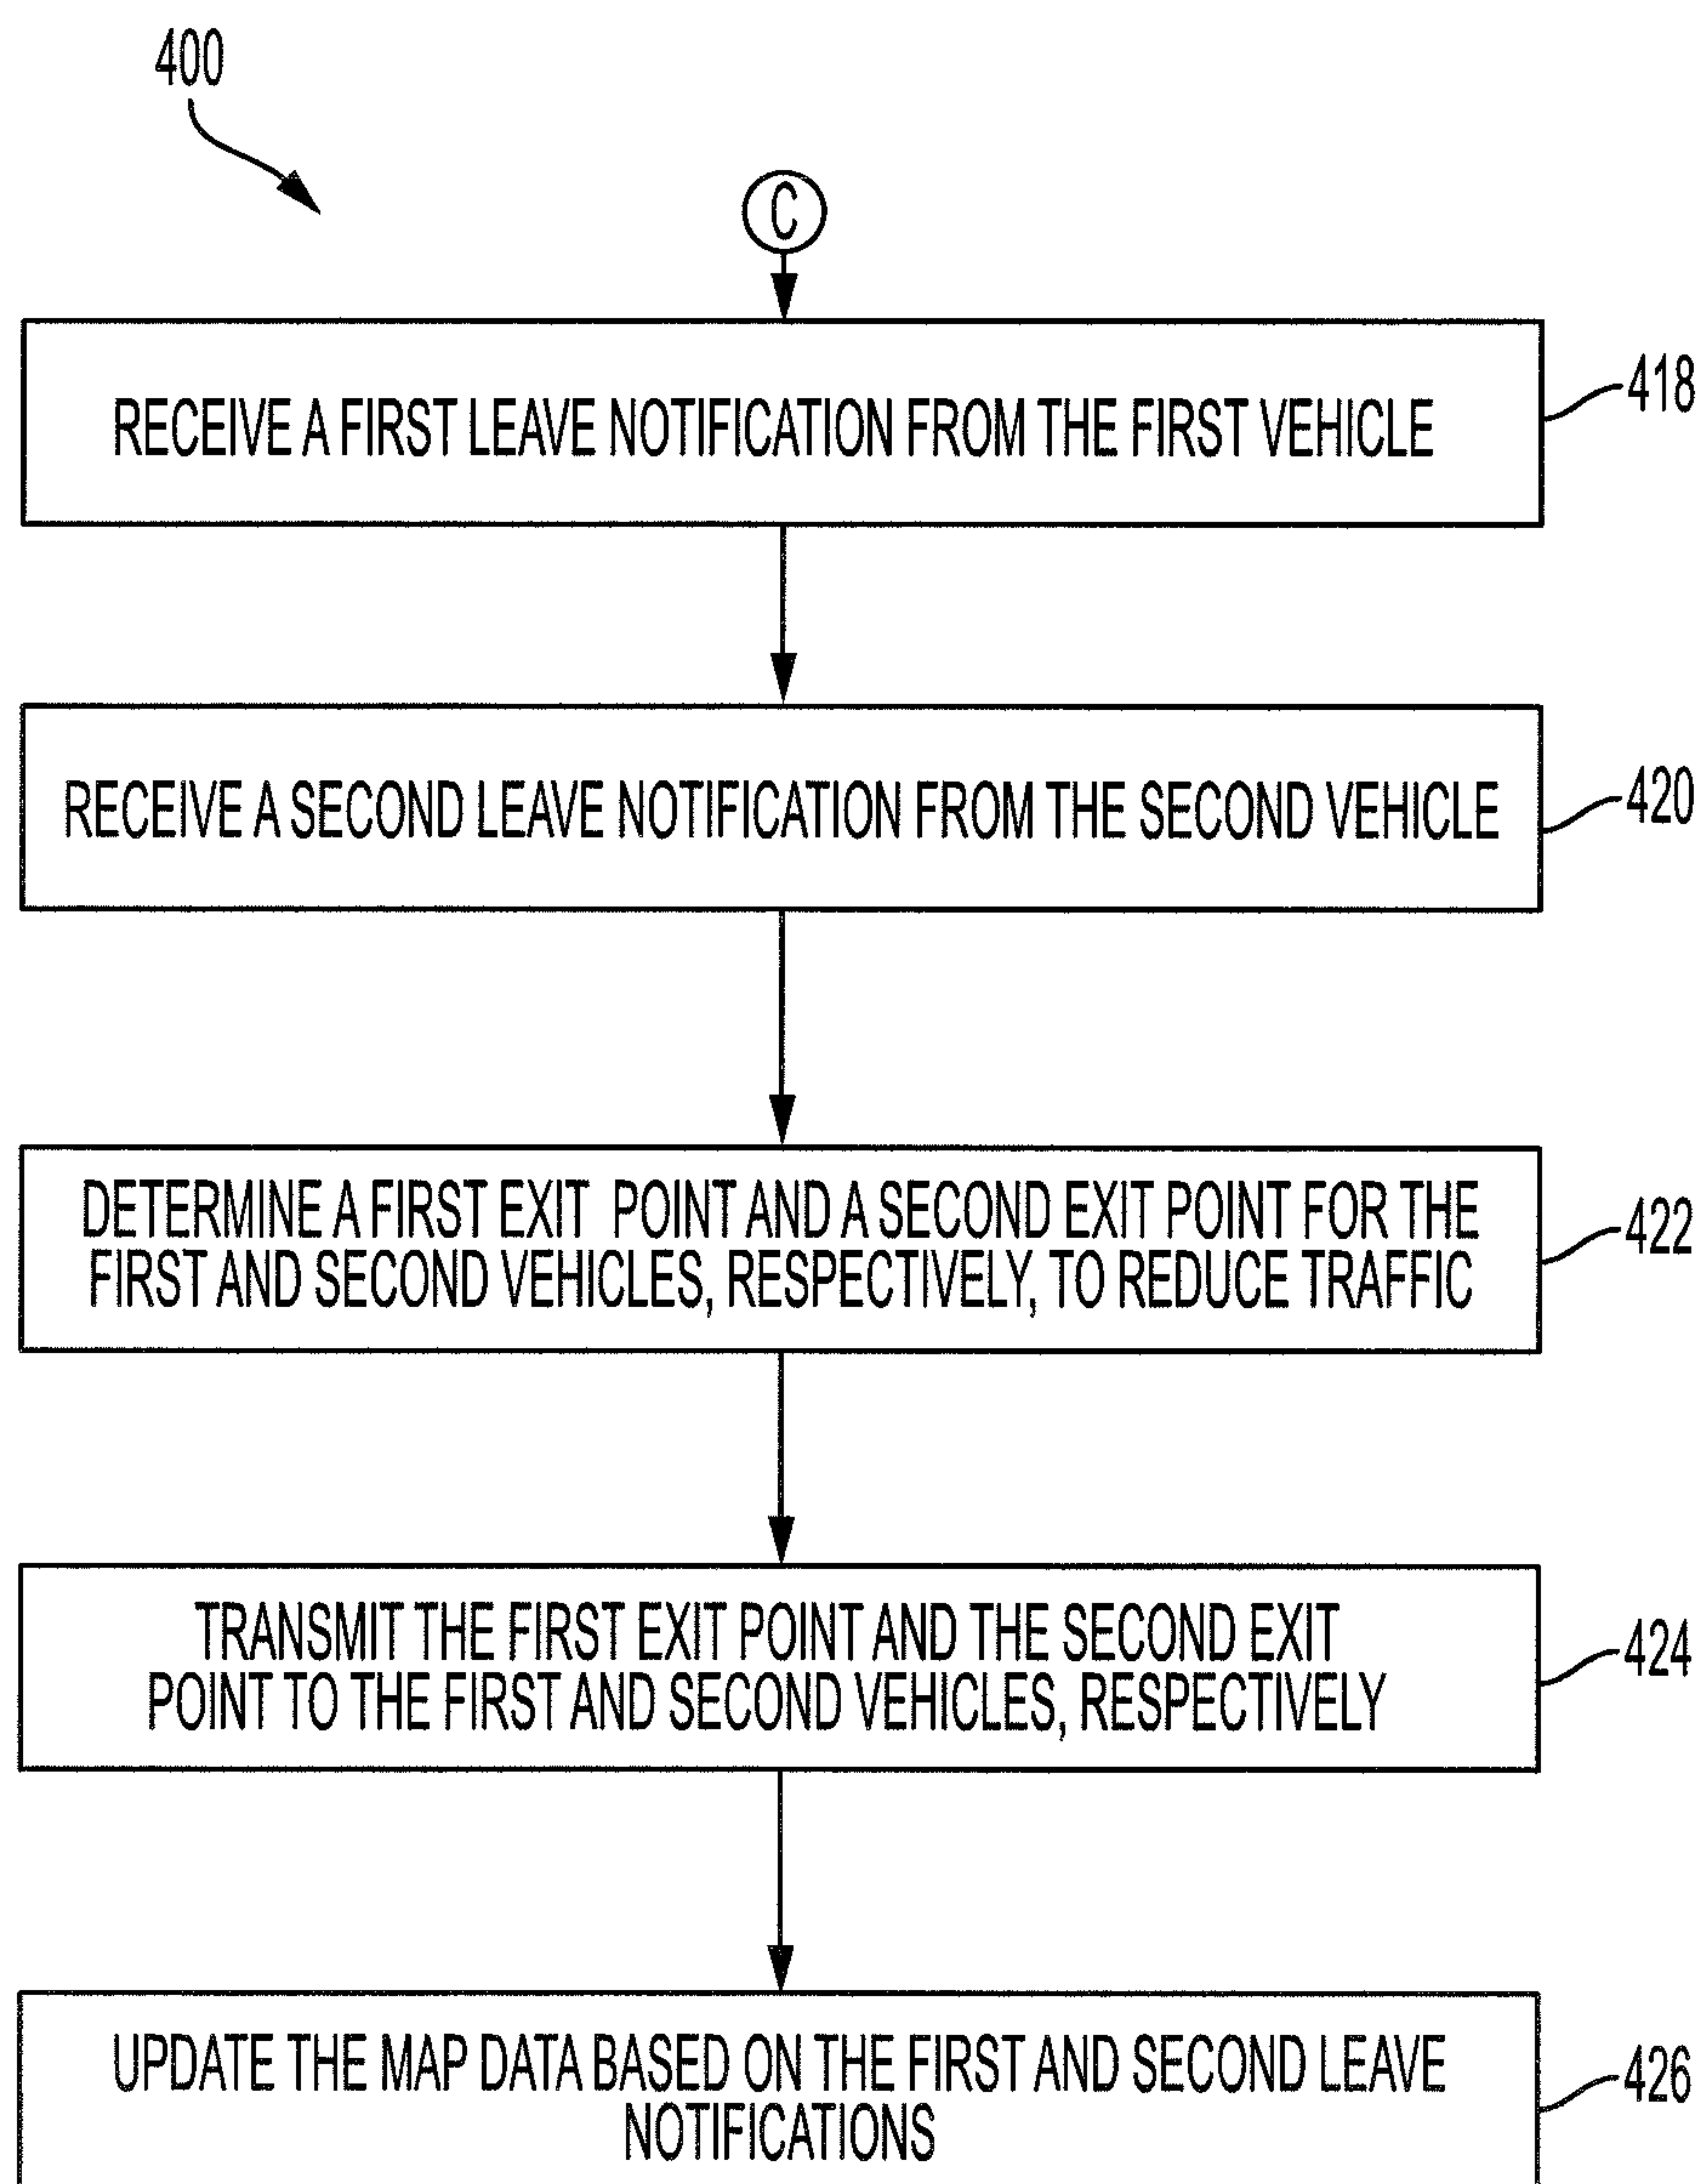 400
C
RECEIVE A FIRST LEAVE NOTIFICATION FROM THE FIRST VEHICLE
418
RECEIVE A SECOND LEAVE NOTIFICATION FROM THE SECOND VEHICLE
420
DETERMINE A FIRST EXIT POINT AND A SECOND EXIT POINT FOR THE
FIRST AND SECOND VEHICLES, RESPECTIVELY, TO REDUCE TRAFFIC
422
TRANSMIT THE FIRST EXIT POINT AND THE SECOND EXIT
POINT TO THE FIRST AND SECOND VEHICLES, RESPECTIVELY
424
UPDATE THE MAP DATA BASED ON THE FIRST AND SECOND LEAVE
NOTIFICATIONS
426